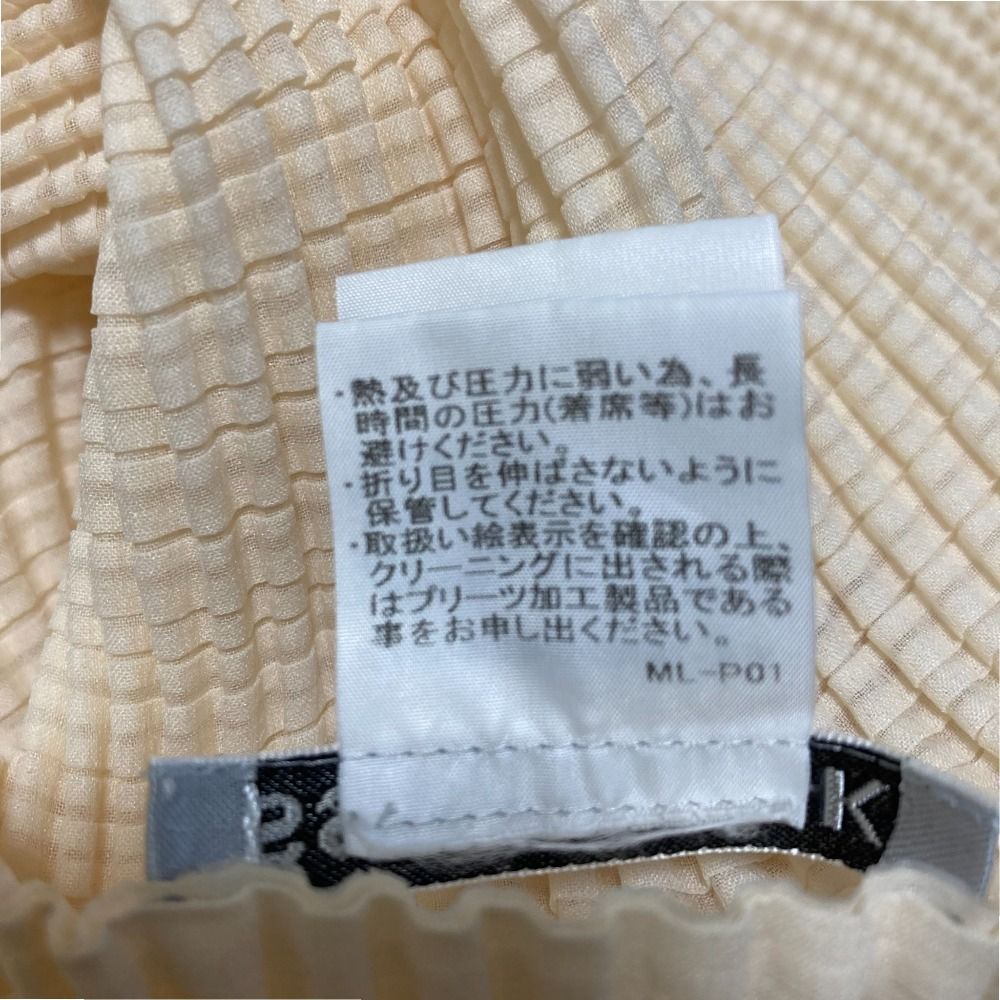 ・熱及び圧力に弱い為、長
時間の圧力(着席等)はお
避けください。
・折り目を伸ばさないように
保管してください。
・取扱い絵表示を確認の上、
クリーニングに出される際
はプリーツ加工製品である
事をお申し出ください。
ML-P01
K